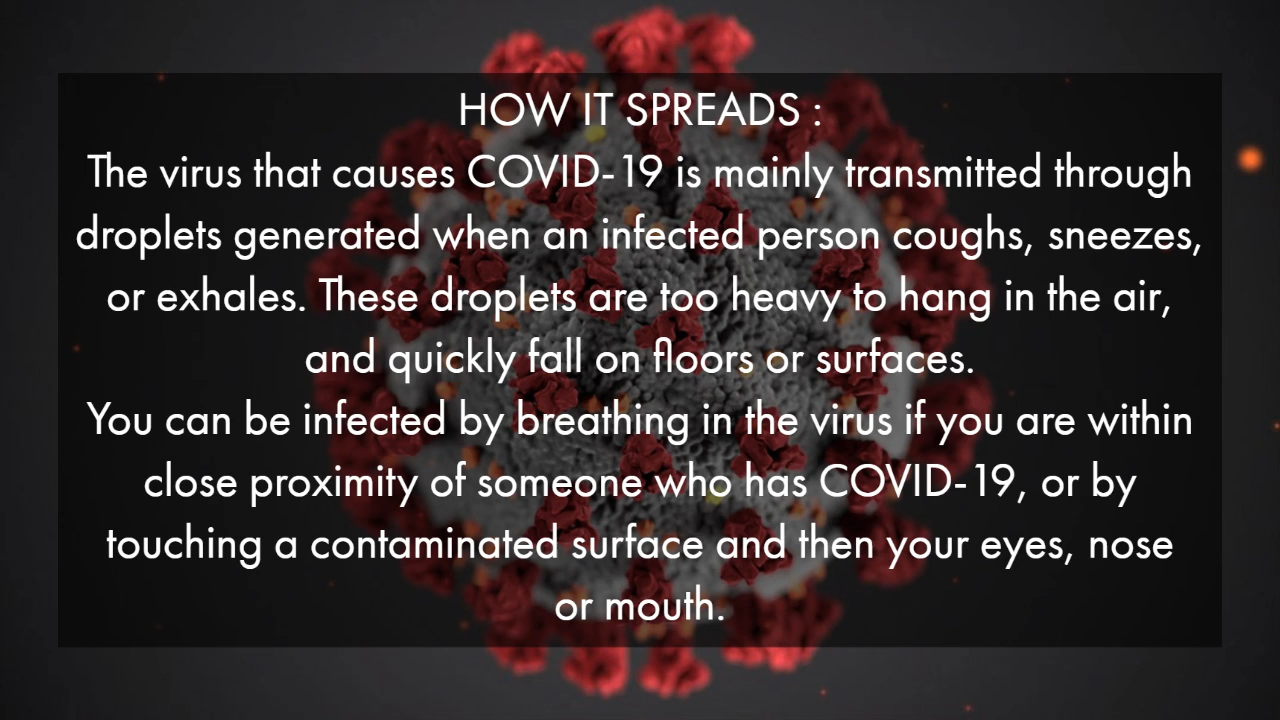 HOW IT SPREADS :
The virus that causes COVID-19 is mainly transmitted through
droplets generated when an infected person coughs, sneezes,
or exhales. These droplets are too heavy to hang in the air,
and quickly fall on floors or surfaces.
You can be infected by breathing in the virus if you are within
close proximity of someone who has COVID-19, or by
touching a contaminated surface and then your eyes, nose
or mouth.